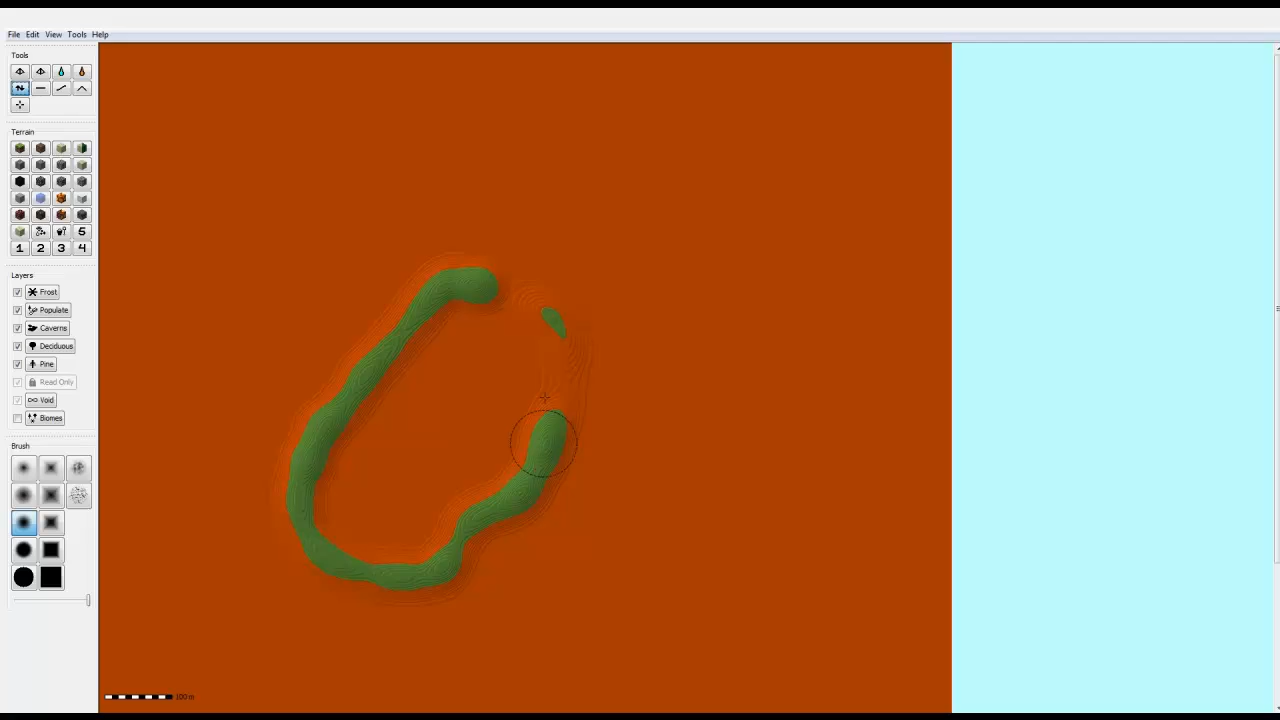 File Edit View Tools Help
Tools
Terrain
5
1 2 3 4
Layers
Frost
Populate
Caverns
Deciduous
Pine
Read Only
Void
Biomes
Brush
100 m